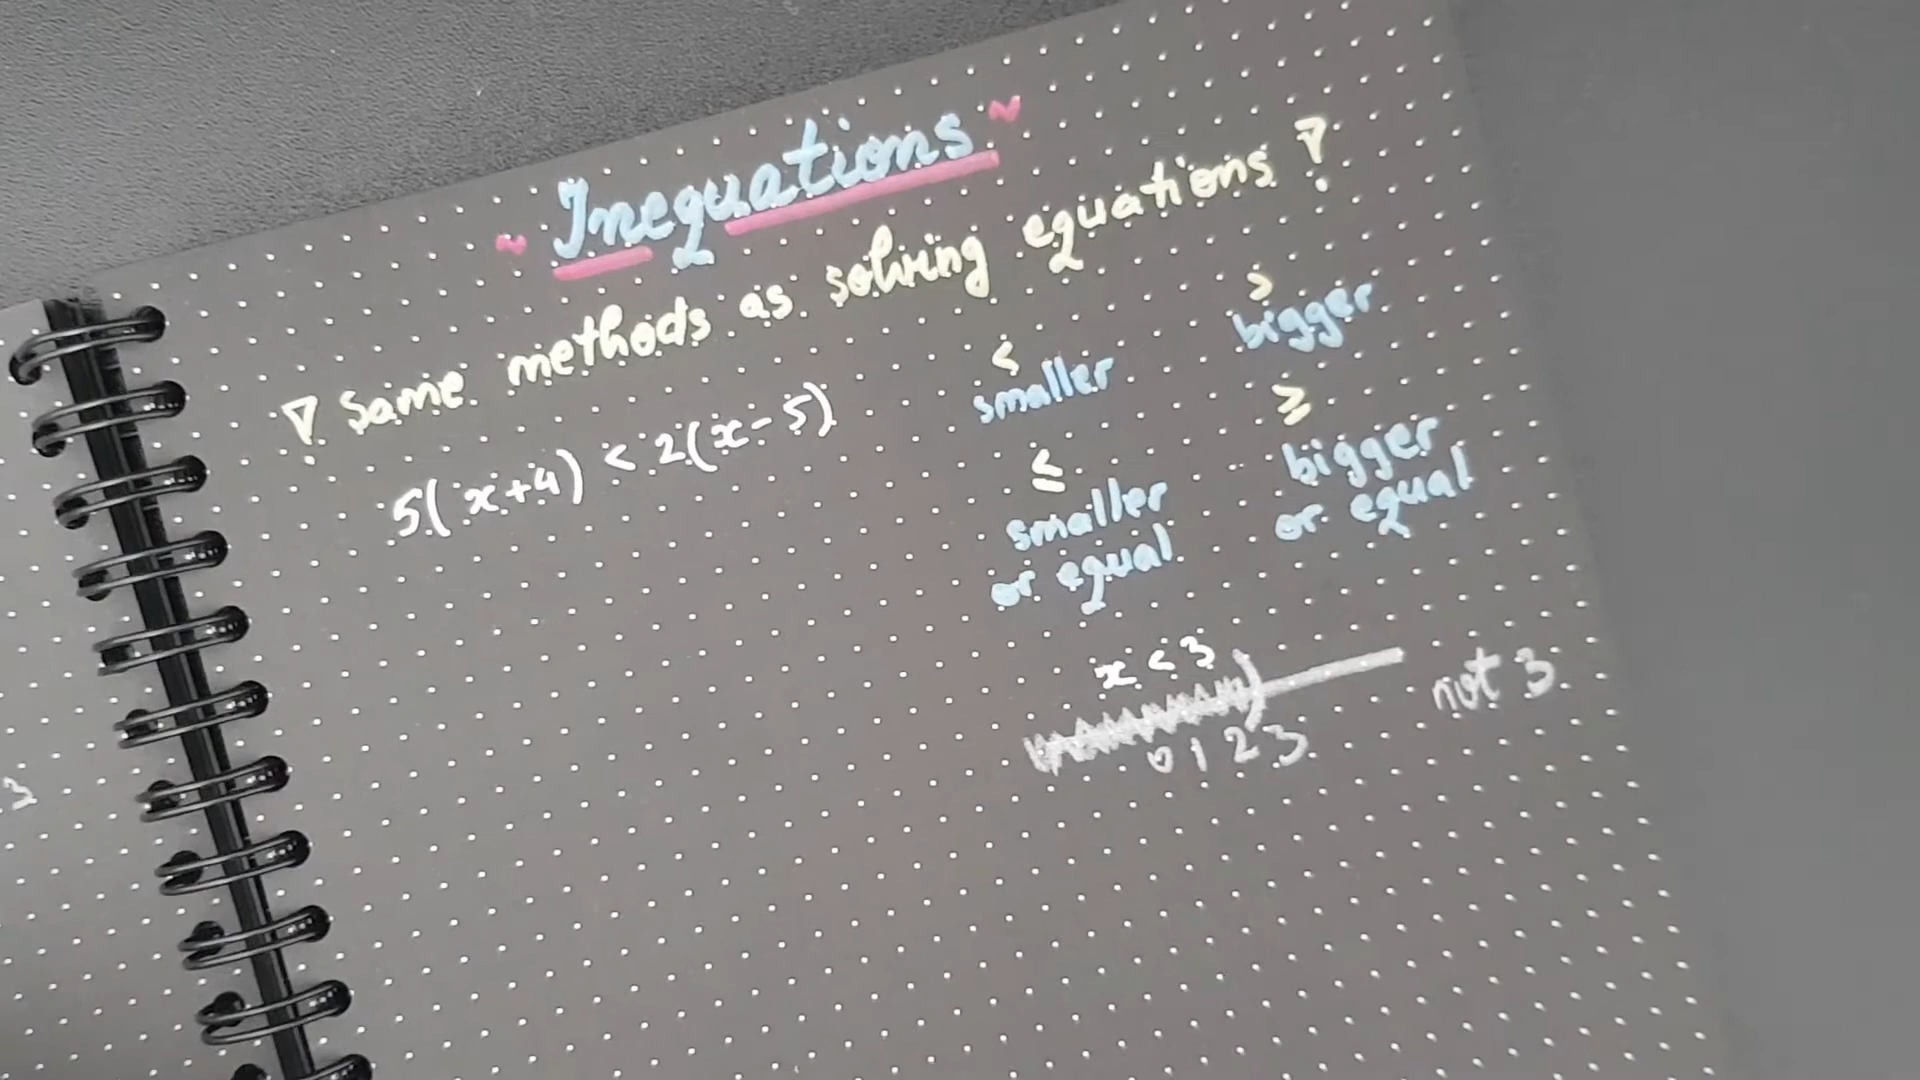 ~ Inequations ~
∇ Same methods as solving equations ∇
5(x+4) < 2(x-5)
<
smaller
>
bigger
≤
smaller
or equal
≥
bigger
or equal
x < 3
)
0 1 2 3
not 3
3